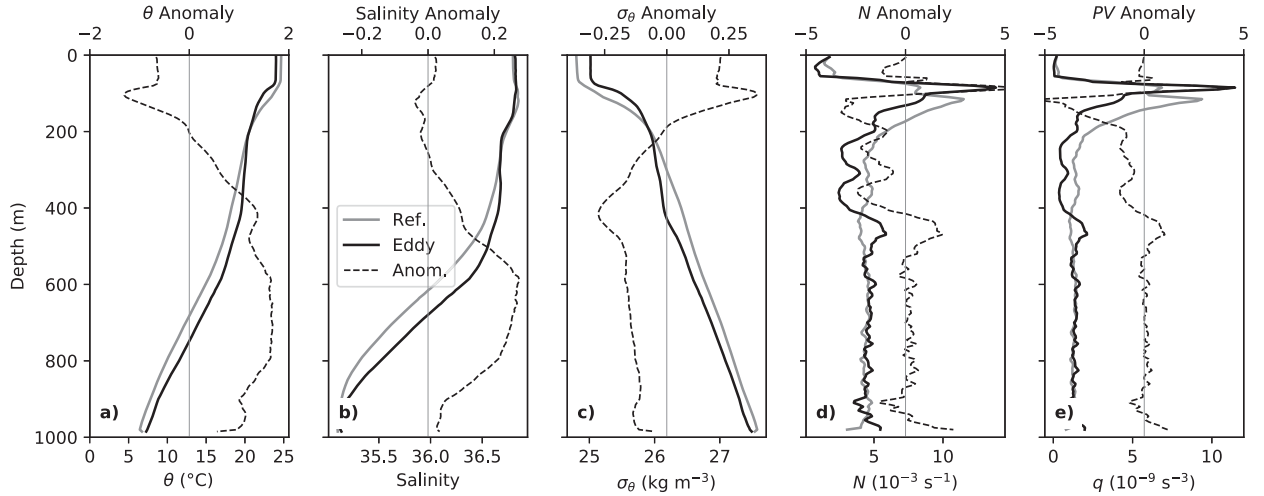 θ Anomaly
Salinity Anomaly
σθ Anomaly
N Anomaly
PV Anomaly
−2 0 2
−0.2 0.0 0.2
−0.25 0.00 0.25
−5 0 5
−5 0 5
0
200
400
600
800
1000
Depth (m)
Ref.
Eddy
Anom.
a)
b)
c)
d)
e)
0 5 10 15 20 25
35.5 36.0 36.5
25 26 27
5 10
0 5 10
θ (°C)
Salinity
σθ (kg m⁻³)
N (10⁻³ s⁻¹)
q (10⁻⁹ s⁻³)